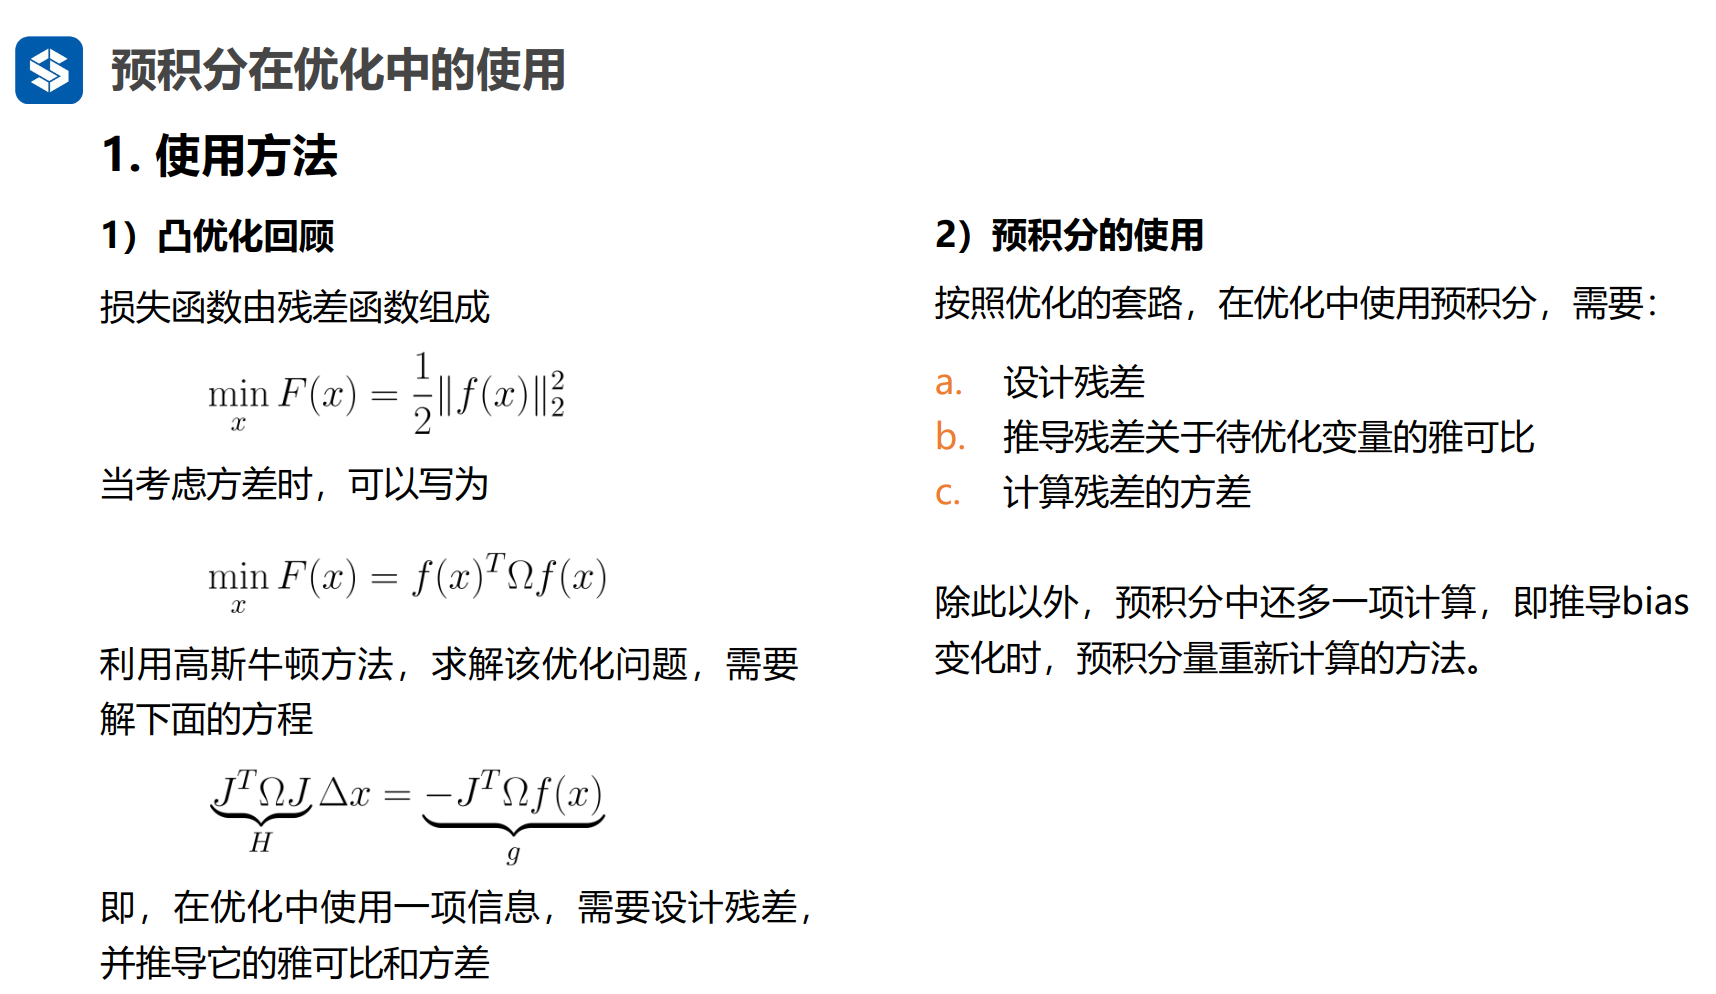 预积分在优化中的使用
1. 使用方法
1）凸优化回顾
损失函数由残差函数组成
\min_x F(x) = \frac{1}{2} \|f(x)\|_2^2
当考虑方差时，可以写为
\min_x F(x) = f(x)^T \Omega f(x)
利用高斯牛顿方法，求解该优化问题，需要
解下面的方程
\underbrace{J^T \Omega J}_{H} \Delta x = \underbrace{-J^T \Omega f(x)}_{g}
即，在优化中使用一项信息，需要设计残差，
并推导它的雅可比和方差
2）预积分的使用
按照优化的套路，在优化中使用预积分，需要：
a. 设计残差
b. 推导残差关于待优化变量的雅可比
c. 计算残差的方差
除此以外，预积分中还多一项计算，即推导bias
变化时，预积分量重新计算的方法。